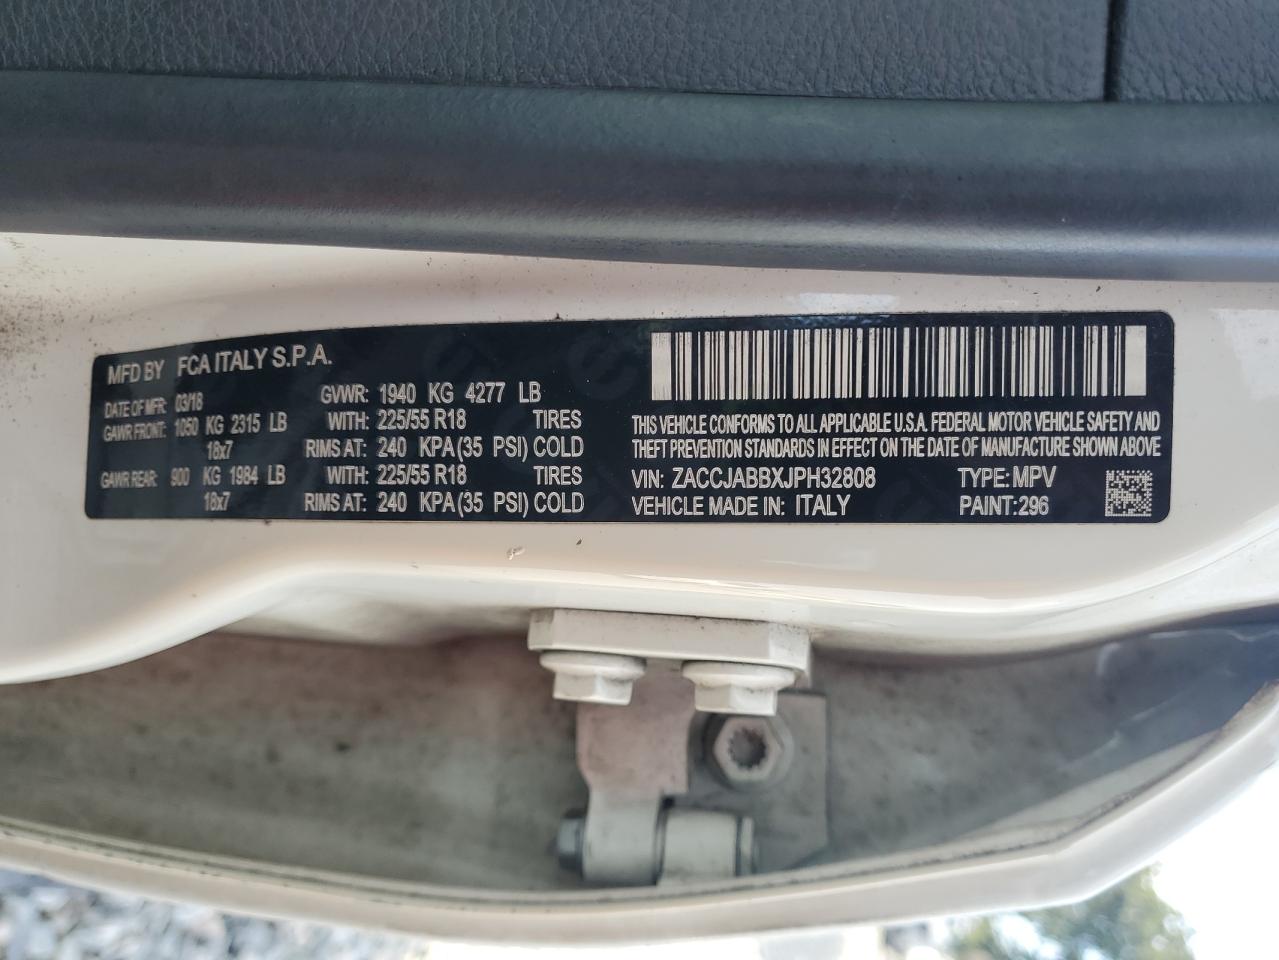 MFD BY FCA ITALY S.P.A.
DATE OF MFR: 03/18 GVWR: 1940 KG 4277 LB
GAWR FRONT: 1050 KG 2315 LB WITH: 225/55 R18 TIRES
18x7 RIMS AT: 240 KPA(35 PSI) COLD
GAWR REAR: 900 KG 1984 LB WITH: 225/55 R18 TIRES
18x7 RIMS AT: 240 KPA(35 PSI) COLD
THIS VEHICLE CONFORMS TO ALL APPLICABLE U.S.A. FEDERAL MOTOR VEHICLE SAFETY AND
THEFT PREVENTION STANDARDS IN EFFECT ON THE DATE OF MANUFACTURE SHOWN ABOVE
VIN: ZACCJABBXJPH32808 TYPE: MPV
VEHICLE MADE IN: ITALY PAINT:296